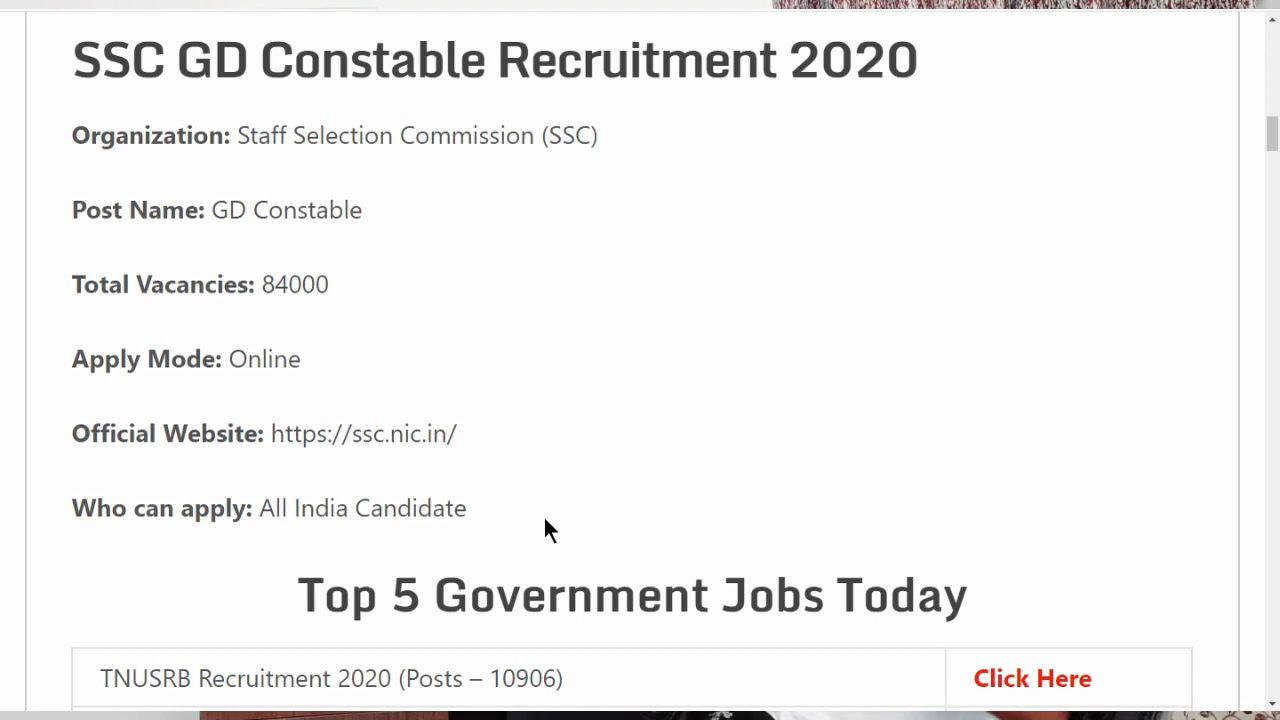 SSC GD Constable Recruitment 2020
Organization: Staff Selection Commission (SSC)
Post Name: GD Constable
Total Vacancies: 84000
Apply Mode: Online
Official Website: https://ssc.nic.in/
Who can apply: All India Candidate
Top 5 Government Jobs Today
TNUSRB Recruitment 2020 (Posts – 10906) Click Here